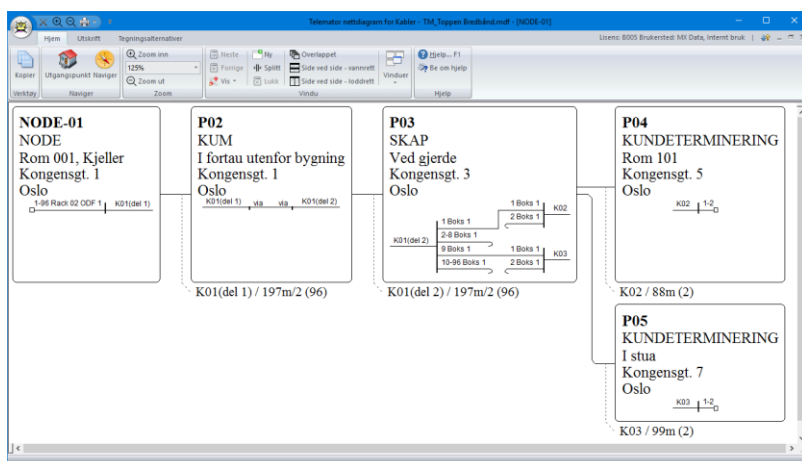 Telemator nettdiagram for Kabler - TM_Toppen Bredbånd.mdf - [NODE-01]
Hjem Utskrift Tegningsalternativer
Lisens: B005 Brukersted: MX Data, Internt bruk
Kopier
Utgangspunkt Naviger
Zoom inn
125%
Zoom ut
Neste
Forrige
Vis
Ny
Splitt
Lukk
Overlappet
Side ved side - vannrett
Side ved side - loddrett
Vinduer
Hjelp... F1
Be om hjelp
Verktøy Naviger Zoom Vindu Hjelp
NODE-01
NODE
Rom 001, Kjeller
Kongensgt. 1
Oslo
1-96 Rack 02 ODF 1 K01(del 1)
P02
KUM
I fortau utenfor bygning
Kongensgt. 1
Oslo
K01(del 1) via via K01(del 2)
K01(del 1) / 197m/2 (96)
P03
SKAP
Ved gjerde
Kongensgt. 3
Oslo
K01(del 2)
1 Boks 1
2-8 Boks 1
9 Boks 1
10-96 Boks 1
1 Boks 1
2 Boks 1
K02
1 Boks 1
2 Boks 1
K03
K01(del 2) / 197m/2 (96)
P04
KUNDETERMINERING
Rom 101
Kongensgt. 5
Oslo
K02 1-2
K02 / 88m (2)
P05
KUNDETERMINERING
I stua
Kongensgt. 7
Oslo
K03 1-2
K03 / 99m (2)